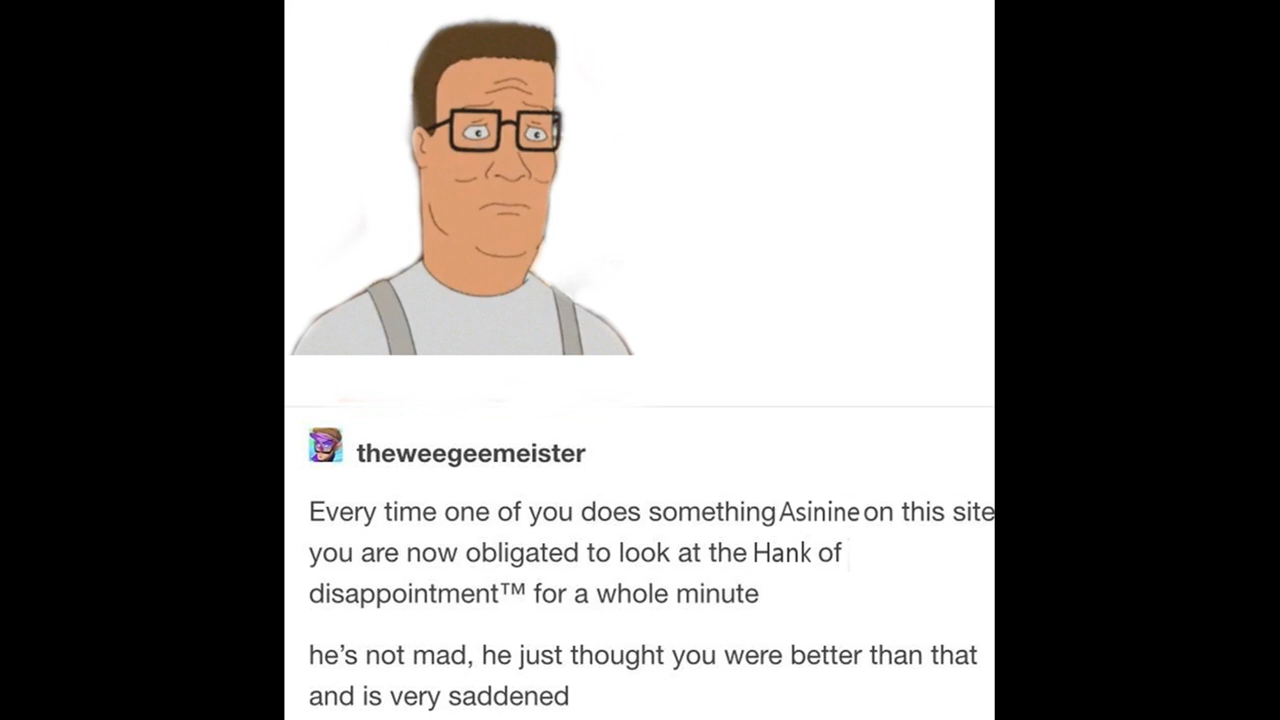 theweegeemeister
Every time one of you does something Asinine on this site
you are now obligated to look at the Hank of
disappointment™ for a whole minute
he's not mad, he just thought you were better than that
and is very saddened